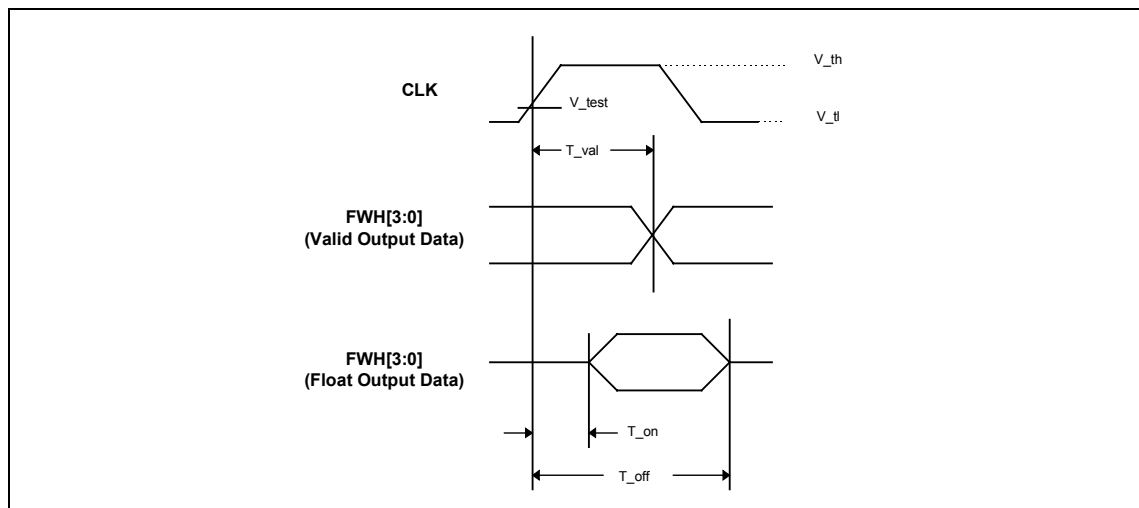 V_th
CLK
V_test
V_tl
T_val
FWH[3:0]
(Valid Output Data)
FWH[3:0]
(Float Output Data)
T_on
T_off